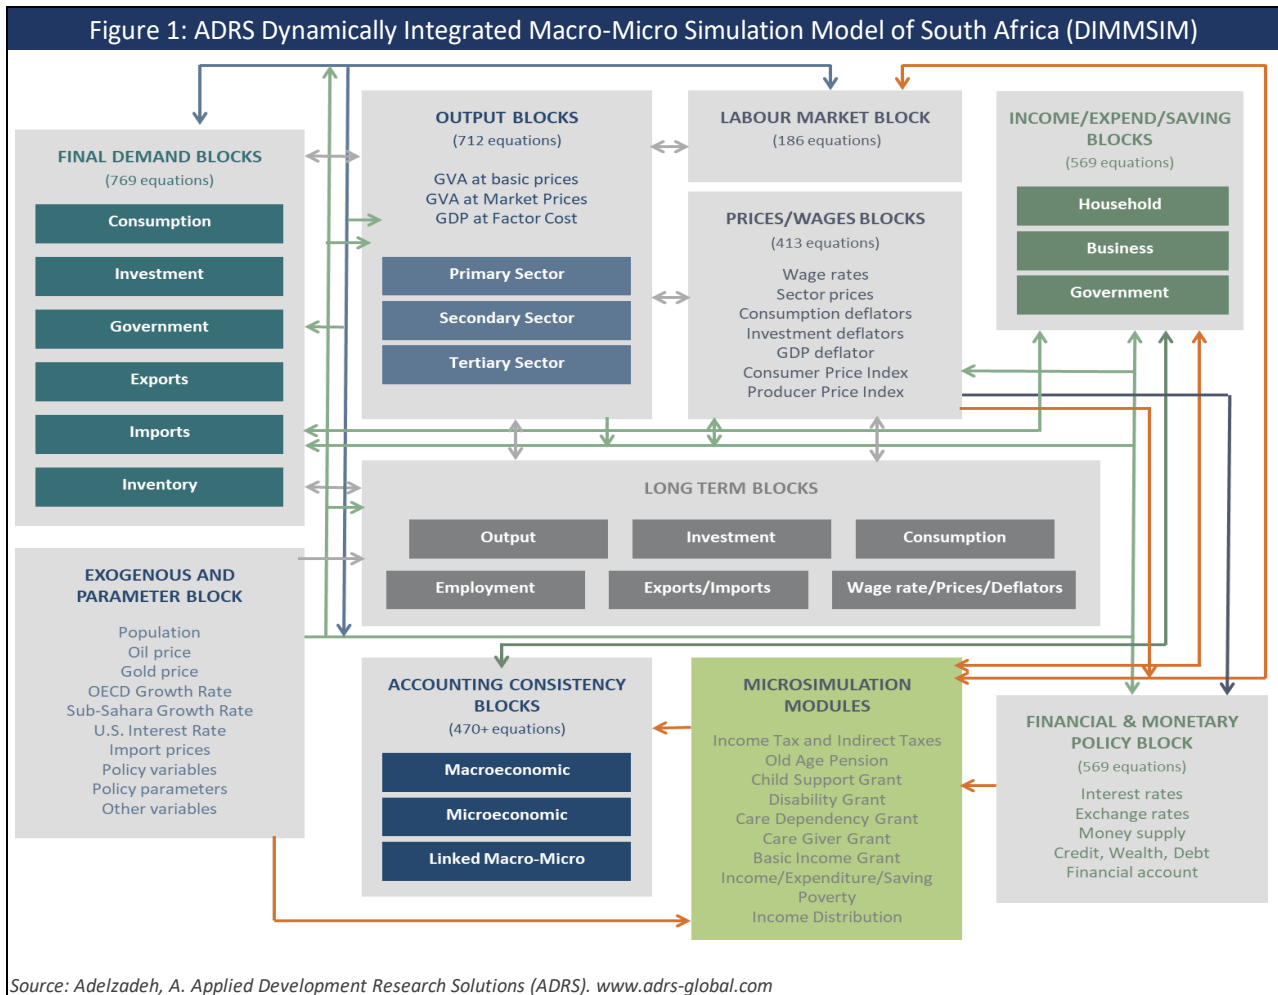 Figure 1: ADRS Dynamically Integrated Macro-Micro Simulation Model of South Africa (DIMMSIM)
FINAL DEMAND BLOCKS
(769 equations)
Consumption
Investment
Government
Exports
Imports
Inventory
OUTPUT BLOCKS
(712 equations)
GVA at basic prices
GVA at Market Prices
GDP at Factor Cost
Primary Sector
Secondary Sector
Tertiary Sector
LABOUR MARKET BLOCK
(186 equations)
PRICES/WAGES BLOCKS
(413 equations)
Wage rates
Sector prices
Consumption deflators
Investment deflators
GDP deflator
Consumer Price Index
Producer Price Index
INCOME/EXPEND/SAVING
BLOCKS
(569 equations)
Household
Business
Government
LONG TERM BLOCKS
Output
Investment
Consumption
Employment
Exports/Imports
Wage rate/Prices/Deflators
EXOGENOUS AND
PARAMETER BLOCK
Population
Oil price
Gold price
OECD Growth Rate
Sub-Sahara Growth Rate
U.S. Interest Rate
Import prices
Policy variables
Policy parameters
Other variables
ACCOUNTING CONSISTENCY
BLOCKS
(470+ equations)
Macroeconomic
Microeconomic
Linked Macro-Micro
MICROSIMULATION
MODULES
Income Tax and Indirect Taxes
Old Age Pension
Child Support Grant
Disability Grant
Care Dependency Grant
Care Giver Grant
Basic Income Grant
Income/Expenditure/Saving
Poverty
Income Distribution
FINANCIAL & MONETARY
POLICY BLOCK
(569 equations)
Interest rates
Exchange rates
Money supply
Credit, Wealth, Debt
Financial account
Source: Adelzadeh, A. Applied Development Research Solutions (ADRS). www.adrs-global.com